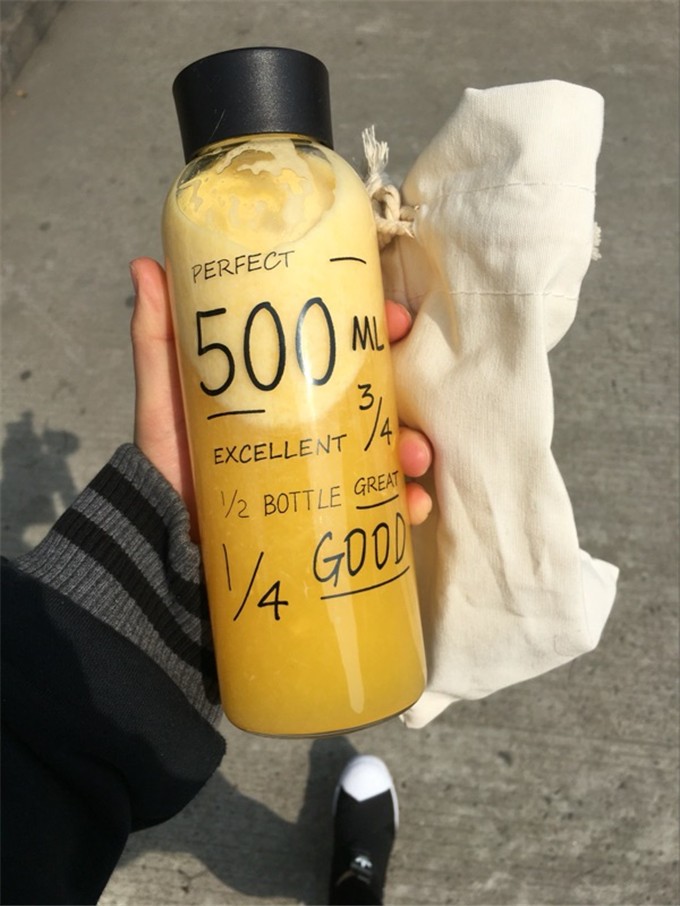 PERFECT
500 ML
3/4
EXCELLENT
1/2 BOTTLE GREAT
1/4 GOOD